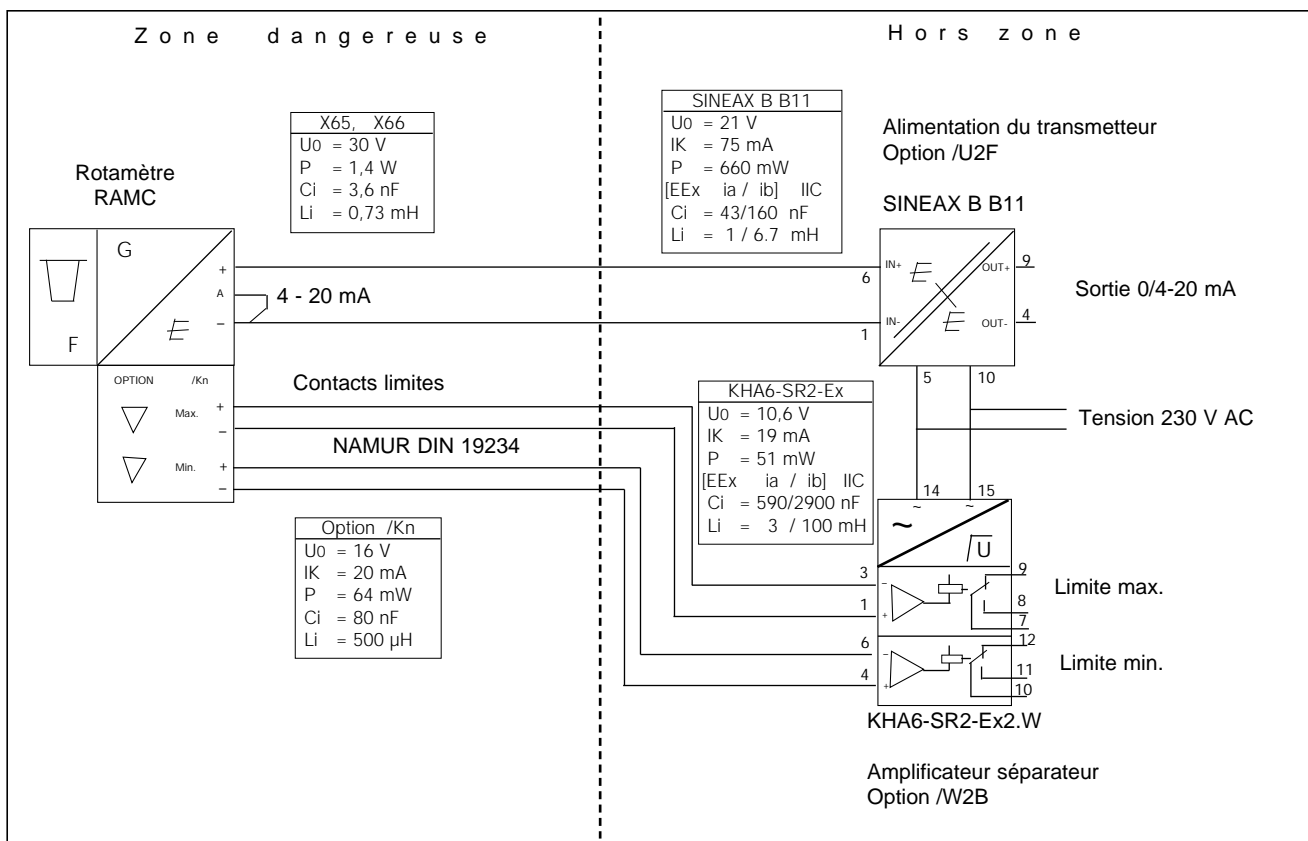 Zone dangereuse
Hors zone
X65, X66
U0 = 30 V
P = 1,4 W
Ci = 3,6 nF
Li = 0,73 mH
SINEAX B B11
U0 = 21 V
IK = 75 mA
P = 660 mW
[EEx ia / ib] IIC
Ci = 43/160 nF
Li = 1 / 6.7 mH
Alimentation du transmetteur
Option /U2F
SINEAX B B11
Rotamètre
RAMC
G
F
+
A
−
4 - 20 mA
6
1
IN+
IN-
OUT+
OUT-
9
4
Sortie 0/4-20 mA
5
10
Tension 230 V AC
OPTION /Kn
Max.
+
−
Min.
+
−
Contacts limites
NAMUR DIN 19234
KHA6-SR2-Ex
U0 = 10,6 V
IK = 19 mA
P = 51 mW
[EEx ia / ib] IIC
Ci = 590/2900 nF
Li = 3 / 100 mH
Option /Kn
U0 = 16 V
IK = 20 mA
P = 64 mW
Ci = 80 nF
Li = 500 µH
14
15
~
~
~
U
3
−
1
+
9
8
7
Limite max.
6
−
4
+
12
11
10
Limite min.
KHA6-SR2-Ex2.W
Amplificateur séparateur
Option /W2B